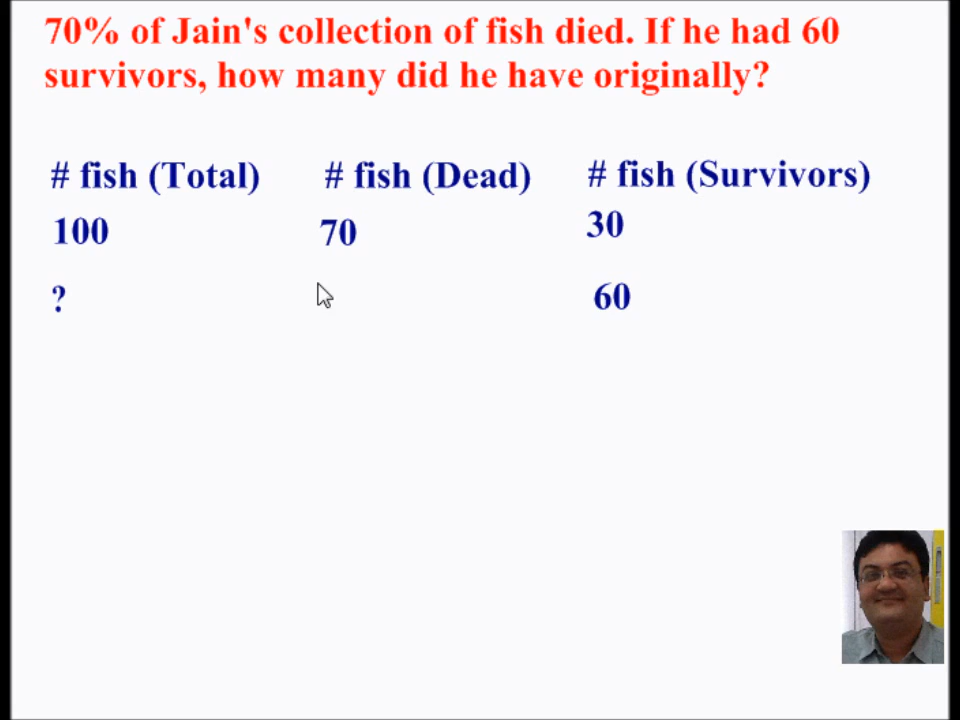 70% of Jain's collection of fish died. If he had 60
survivors, how many did he have originally?
# fish (Total) # fish (Dead) # fish (Survivors)
100 70 30
? 60